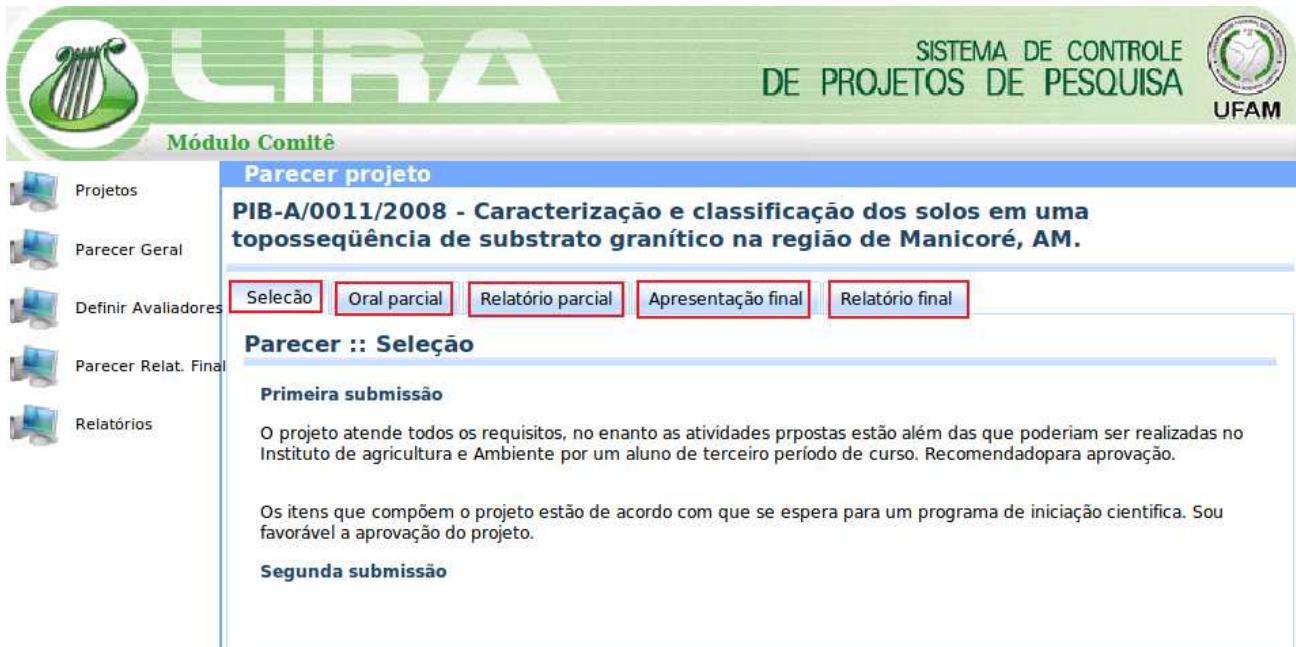 LIRA
SISTEMA DE CONTROLE
DE PROJETOS DE PESQUISA
UFAM
Módulo Comitê
Projetos
Parecer Geral
Definir Avaliadores
Parecer Relat. Final
Relatórios
Parecer projeto
PIB-A/0011/2008 - Caracterização e classificação dos solos em uma
toposseqüência de substrato granítico na região de Manicoré, AM.
Selecão Oral parcial Relatório parcial Apresentação final Relatório final
Parecer :: Seleção
Primeira submissão
O projeto atende todos os requisitos, no enanto as atividades prpostas estão além das que poderiam ser realizadas no
Instituto de agricultura e Ambiente por um aluno de terceiro período de curso. Recomendadopara aprovação.
Os itens que compõem o projeto estão de acordo com que se espera para um programa de iniciação cientifica. Sou
favorável a aprovação do projeto.
Segunda submissão